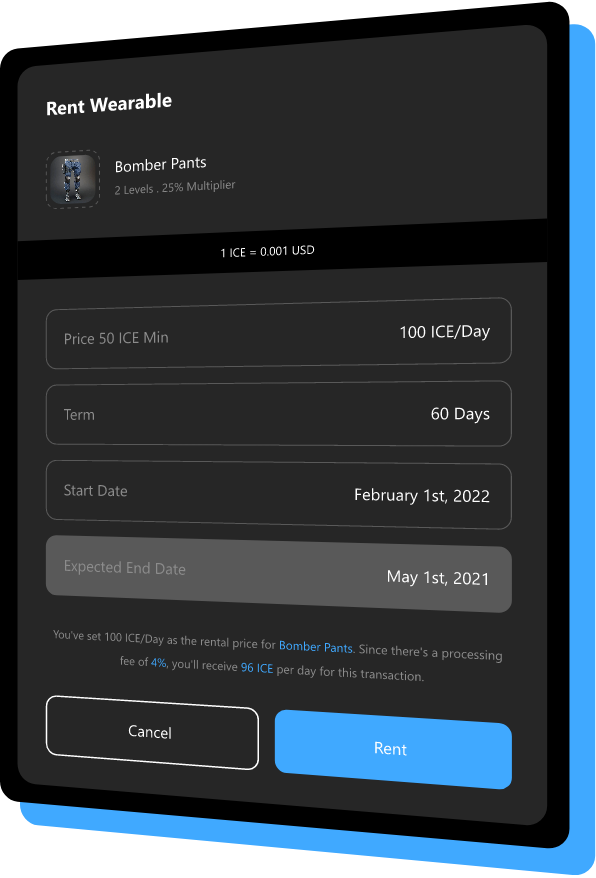 Rent Wearable
Bomber Pants
2 Levels . 25% Multiplier
1 ICE = 0.001 USD
Price 50 ICE Min
100 ICE/Day
Term
60 Days
Start Date
February 1st, 2022
Expected End Date
May 1st, 2021
You've set 100 ICE/Day as the rental price for Bomber Pants. Since there's a processing
fee of 4%, you'll receive 96 ICE per day for this transaction.
Cancel
Rent